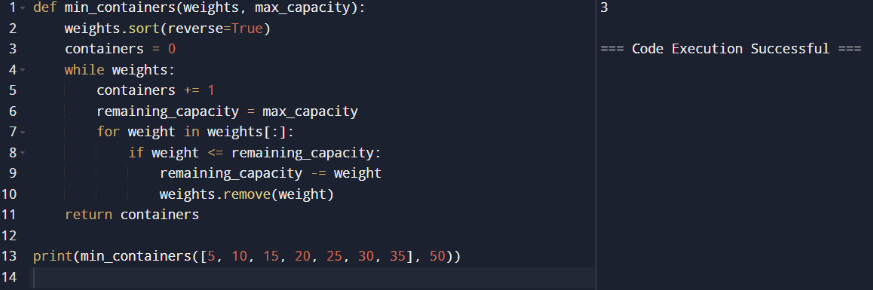 1 def min_containers(weights, max_capacity):
2     weights.sort(reverse=True)
3     containers = 0
4     while weights:
5         containers += 1
6         remaining_capacity = max_capacity
7         for weight in weights[:]:
8             if weight <= remaining_capacity:
9                 remaining_capacity -= weight
10                 weights.remove(weight)
11     return containers
12
13 print(min_containers([5, 10, 15, 20, 25, 30, 35], 50))
14
3
=== Code Execution Successful ===